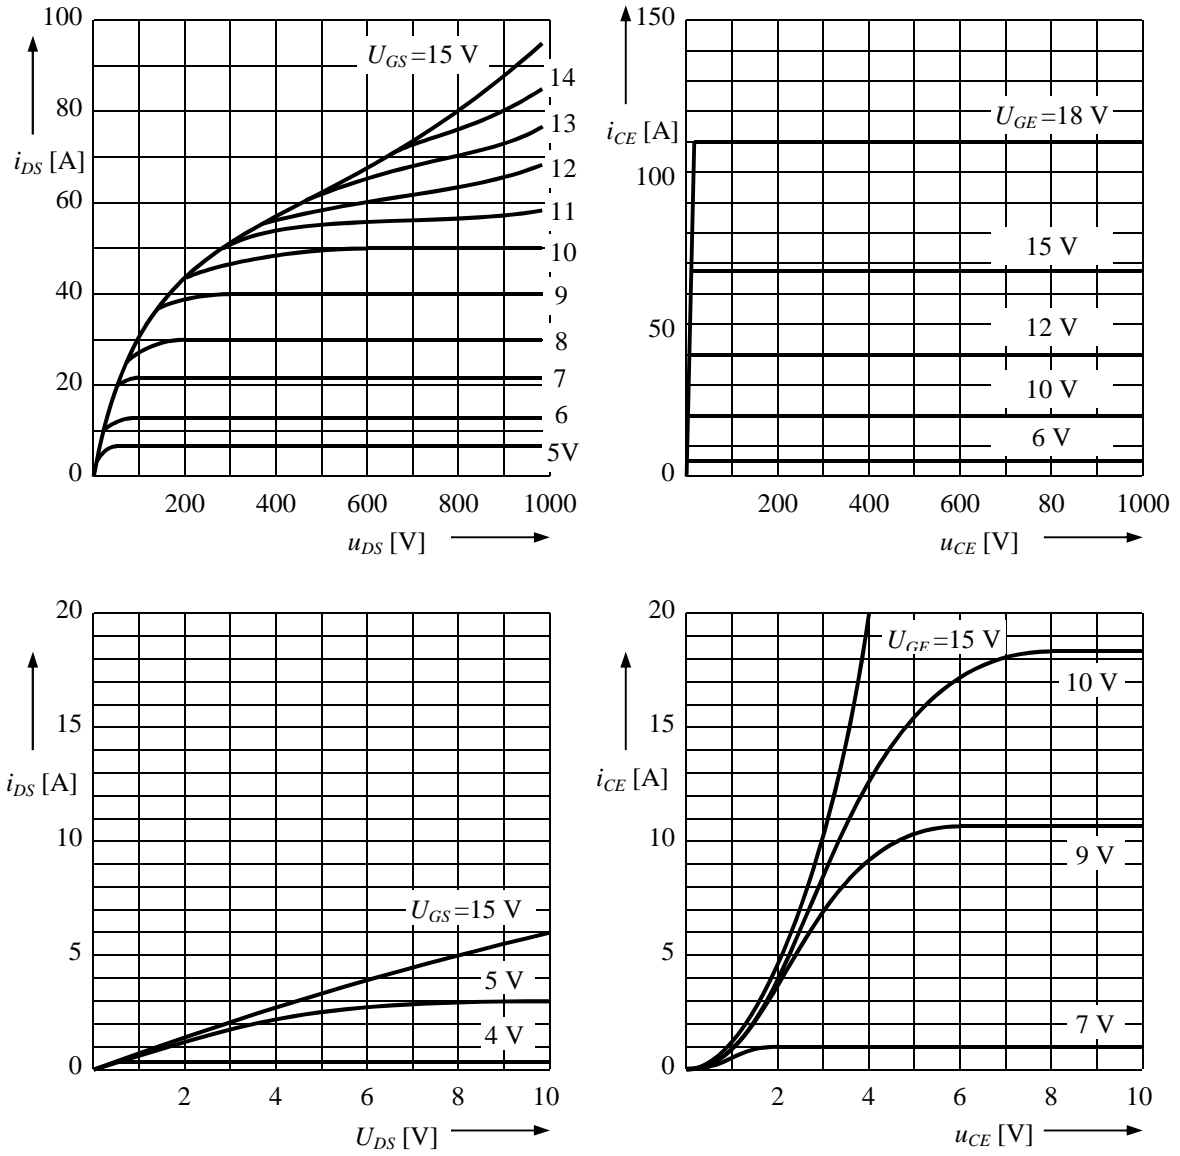 100
80
60
40
20
0
i_DS [A]
U_GS=15 V
14
13
12
11
10
9
8
7
6
5V
200 400 600 800 1000
u_DS [V]
150
100
50
0
i_CE [A]
U_GE=18 V
15 V
12 V
10 V
6 V
200 400 600 80 1000
u_CE [V]
20
15
10
5
0
i_DS [A]
U_GS=15 V
5 V
4 V
2 4 6 8 10
U_DS [V]
20
15
10
5
0
i_CE [A]
U_GE=15 V
10 V
9 V
7 V
2 4 6 8 10
u_CE [V]